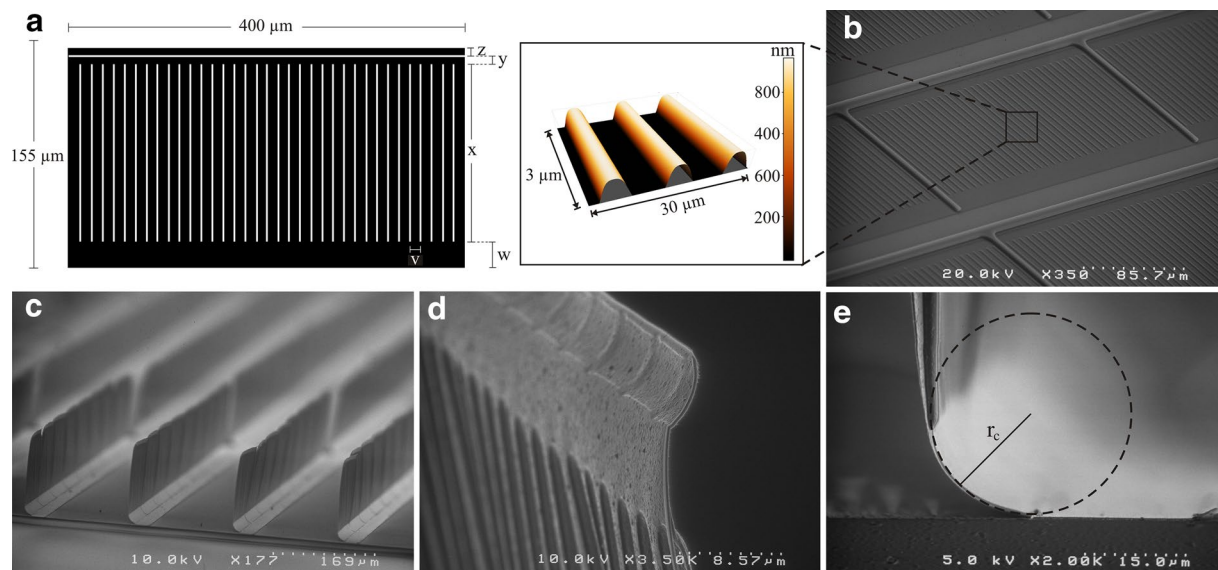 a
400 µm
155 µm
z
y
x
w
v
nm
800
400
600
200
3 µm
30 µm
b
20.0kV X350 85.7µm
c
10.0kV X177 169µm
d
10.0kV X3.50K 8.57µm
e
r_c
5.0 kV X2.00K 15.0µm